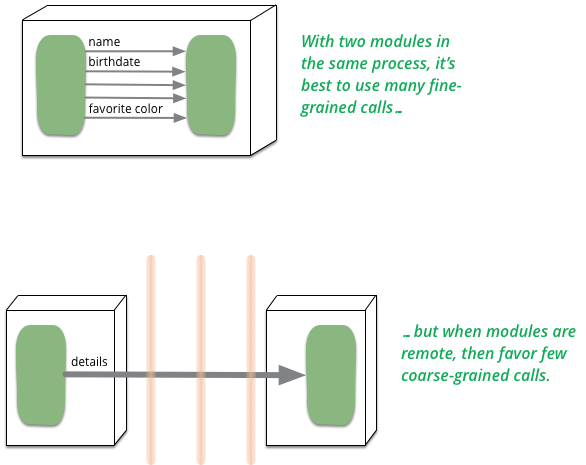 name
birthdate
favorite color
With two modules in
the same process, it's
best to use many fine-
grained calls...
details
... but when modules are
remote, then favor few
coarse-grained calls.